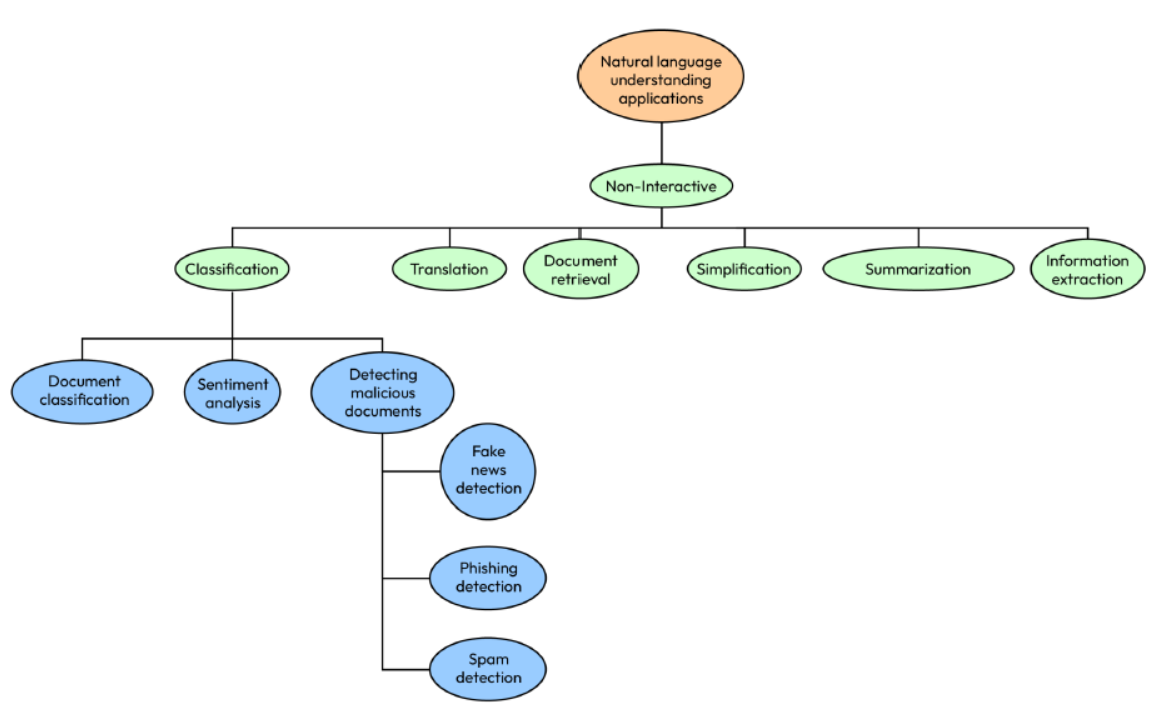 Natural language
understanding
applications
Non-Interactive
Classification
Translation
Document
retrieval
Simplification
Summarization
Information
extraction
Document
classification
Sentiment
analysis
Detecting
malicious
documents
Fake
news
detection
Phishing
detection
Spam
detection